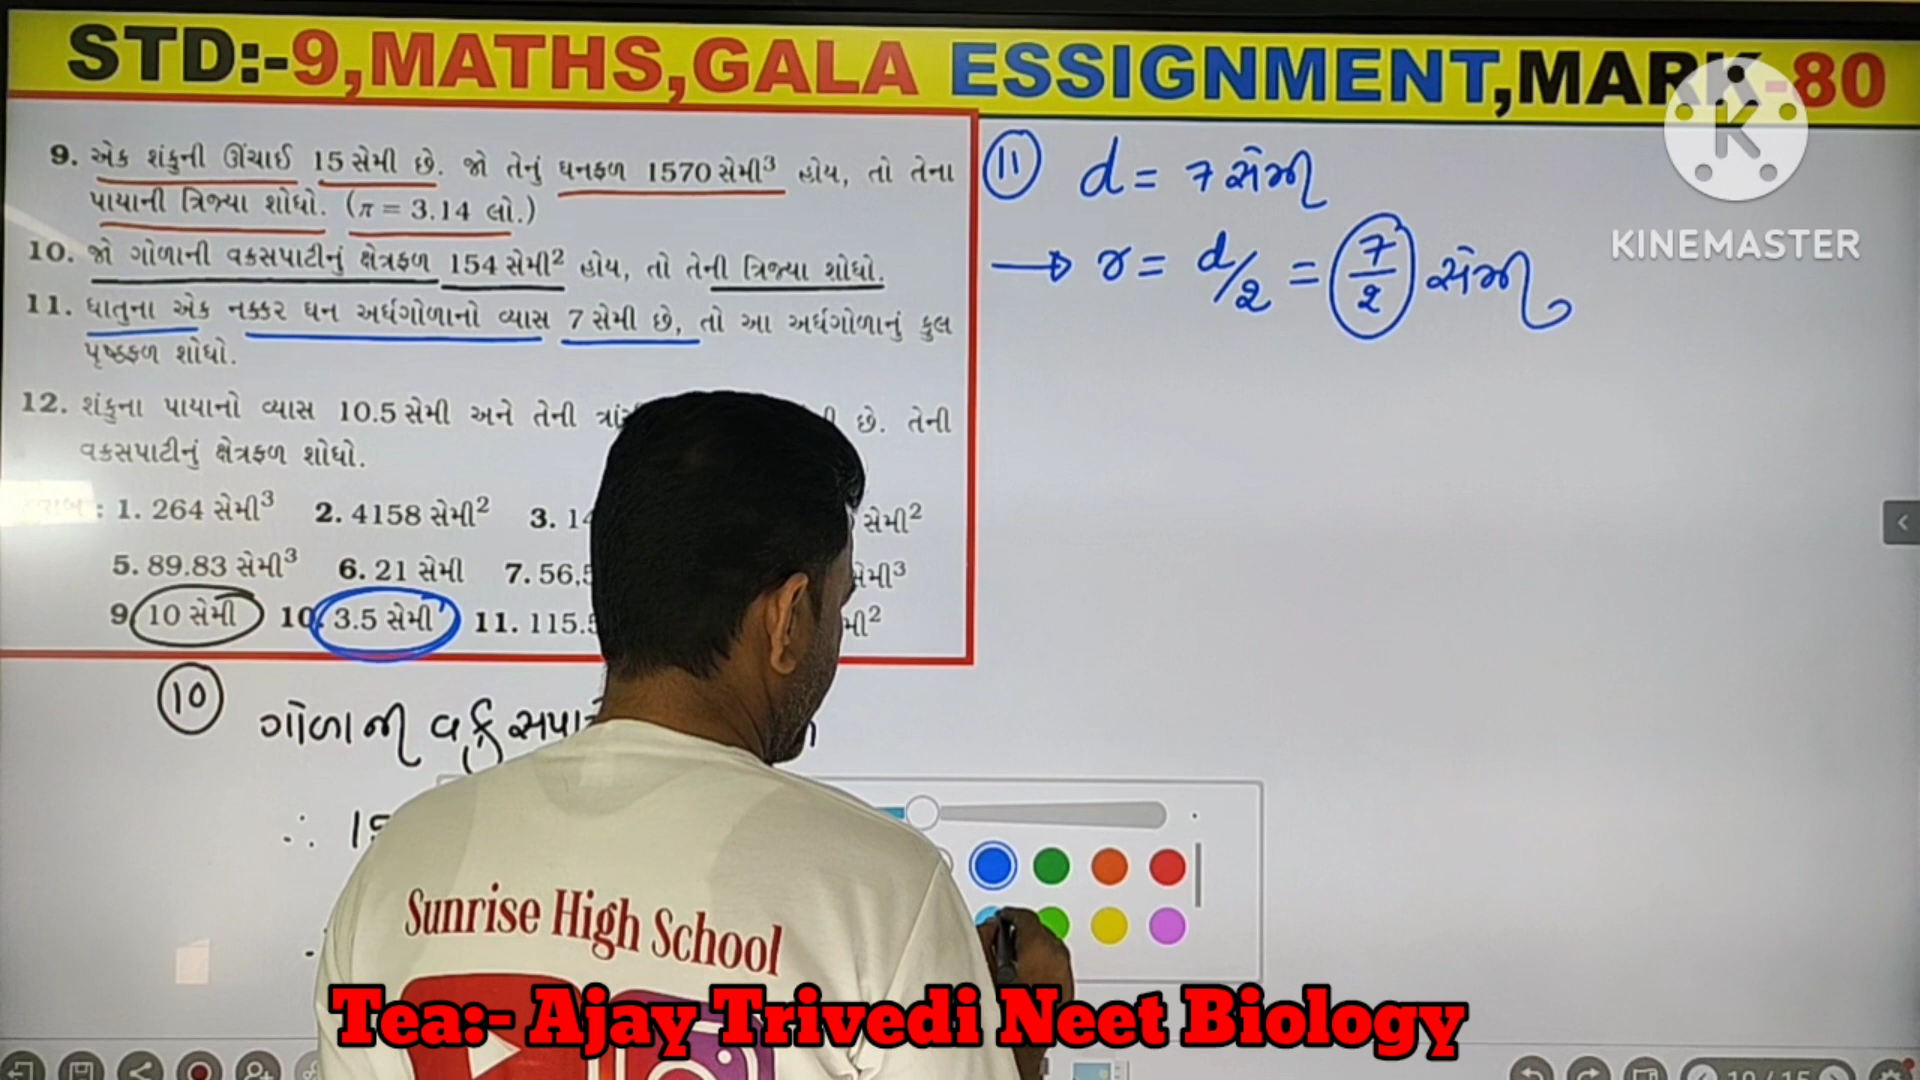 STD:-9,MATHS,GALA ESSIGNMENT,MARK-80
9. એક શંકુની ઊંચાઈ 15 સેમી છે. જો તેનું ઘનફળ 1570 સેમી³ હોય, તો તેના
પાયાની ત્રિજ્યા શોધો. (π = 3.14 લો.)
10. જો ગોળાની વક્રસપાટીનું ક્ષેત્રફળ 154 સેમી² હોય, તો તેની ત્રિજ્યા શોધો.
11. ધાતુના એક નક્કર ઘન અર્ધગોળાનો વ્યાસ 7 સેમી છે, તો આ અર્ધગોળાનું કુલ
પૃષ્ઠફળ શોધો.
12. શંકુના પાયાનો વ્યાસ 10.5 સેમી અને તેની છે. તેની
વક્રસપાટીનું ક્ષેત્રફળ શોધો.
: 1. 264 સેમી³ 2. 4158 સેમી² 3. સેમી²
5. 89.83 સેમી³ 6. 21 સેમી 7.
9. 10 સેમી 10. 3.5 સેમી 11.
11 d = 7 સેમી
→ r = d/2 = 7/2 સેમી
K
KINEMASTER
10 ગોળાની
∴
Sunrise High School
Tea:- Ajay Trivedi Neet Biology
10/15